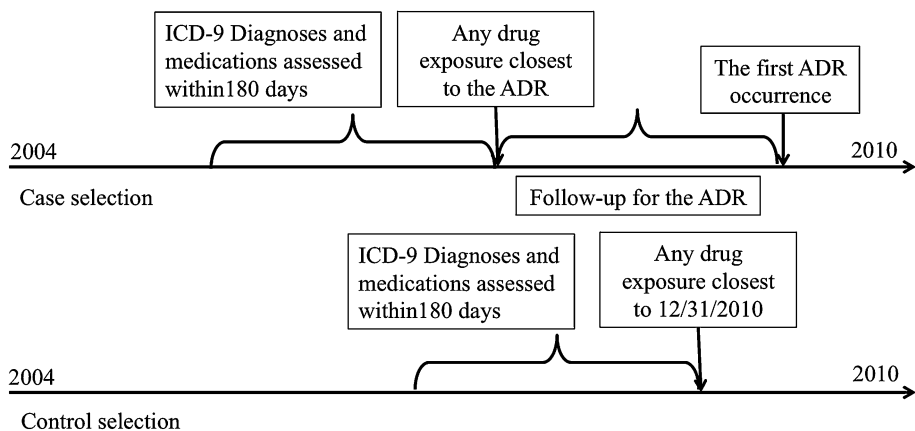 ICD-9 Diagnoses and
medications assessed
within180 days
Any drug
exposure closest
to the ADR
The first ADR
occurrence
2004
2010
Case selection
Follow-up for the ADR
ICD-9 Diagnoses and
medications assessed
within180 days
Any drug
exposure closest
to 12/31/2010
2004
2010
Control selection